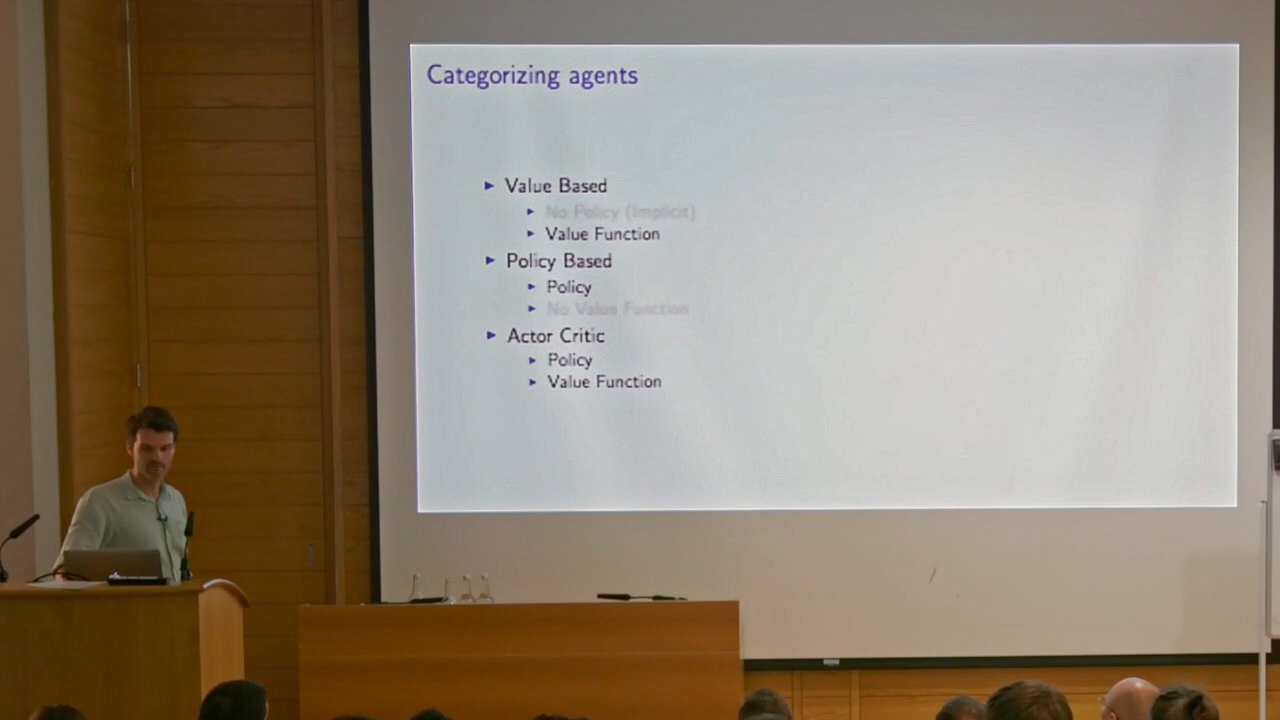 Categorizing agents
► Value Based
► No Policy (Implicit)
► Value Function
► Policy Based
► Policy
► No Value Function
► Actor Critic
► Policy
► Value Function